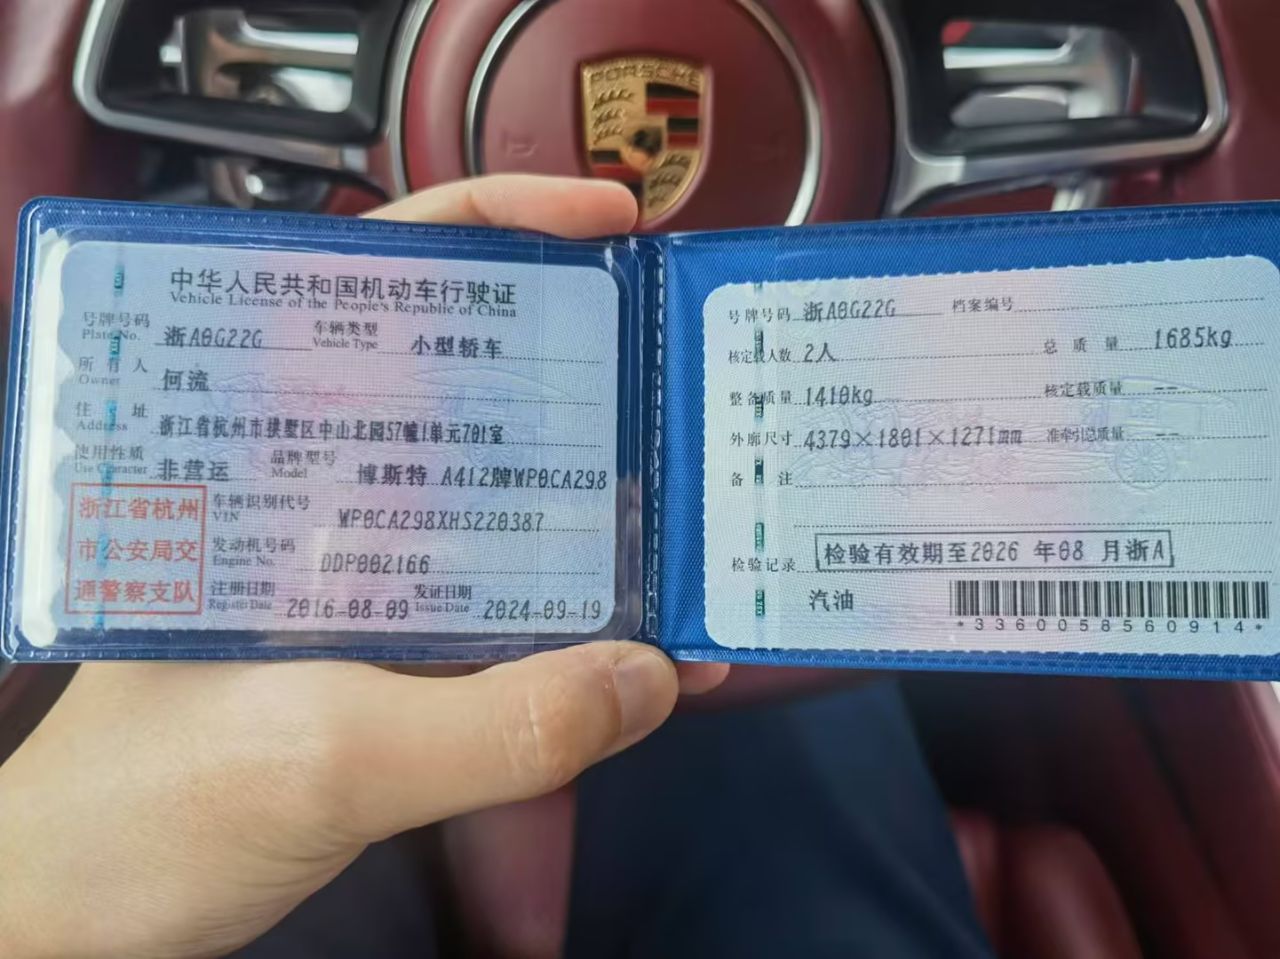 PORSCHE
中华人民共和国机动车行驶证
Vehicle License of the People's Republic of China
号牌号码 浙A0G22G 车辆类型 小型轿车
Plate No. Vehicle Type
所有人 何流
Owner
住址 浙江省杭州市拱墅区中山北园57幢1单元701室
Address
使用性质 非营运 品牌型号 博斯特 A412牌WP0CA298
Use Character Model
浙江省杭州
市公安局交
通警察支队
车辆识别代号 WP0CA298XHS220387
VIN
发动机号码 DDP002166
Engine No.
注册日期 2016-08-09 发证日期 2024-09-19
Register Date Issue Date
号牌号码 浙A0G22G 档案编号
核定载人数 2人 总质量 1685kg
整备质量 1410kg 核定载质量 --
外廓尺寸 4379×1801×1271mm 准牵引总质量 --
备注
检验记录 检验有效期至2026 年08 月浙A
汽油
*3360058560914*